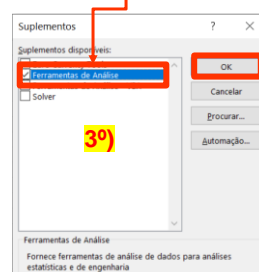 Suplementos ? ×
Suplementos disponíveis:
Ferramentas de Análise
Solver
OK
Cancelar
Procurar...
Automação...
3º)
Ferramentas de Análise
Fornece ferramentas de análise de dados para análises
estatísticas e de engenharia